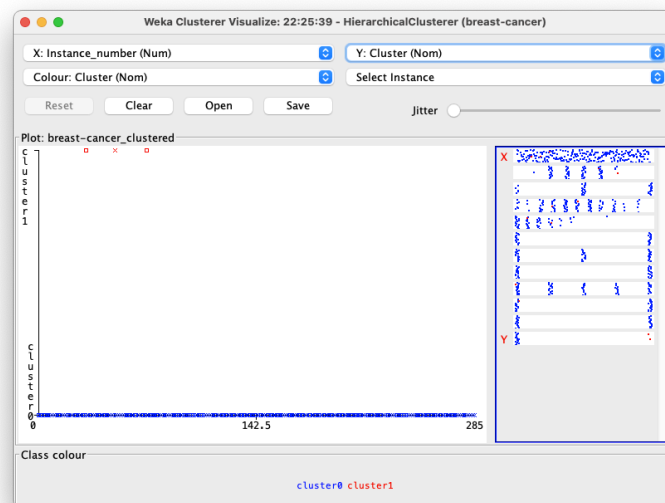 Weka Clusterer Visualize: 22:25:39 - HierarchicalClusterer (breast-cancer)
X: Instance_number (Num) Y: Cluster (Nom)
Colour: Cluster (Nom) Select Instance
Reset Clear Open Save Jitter
Plot: breast-cancer_clustered
cluster1
cluster0
0 142.5 285
X
Y
Class colour
cluster0 cluster1